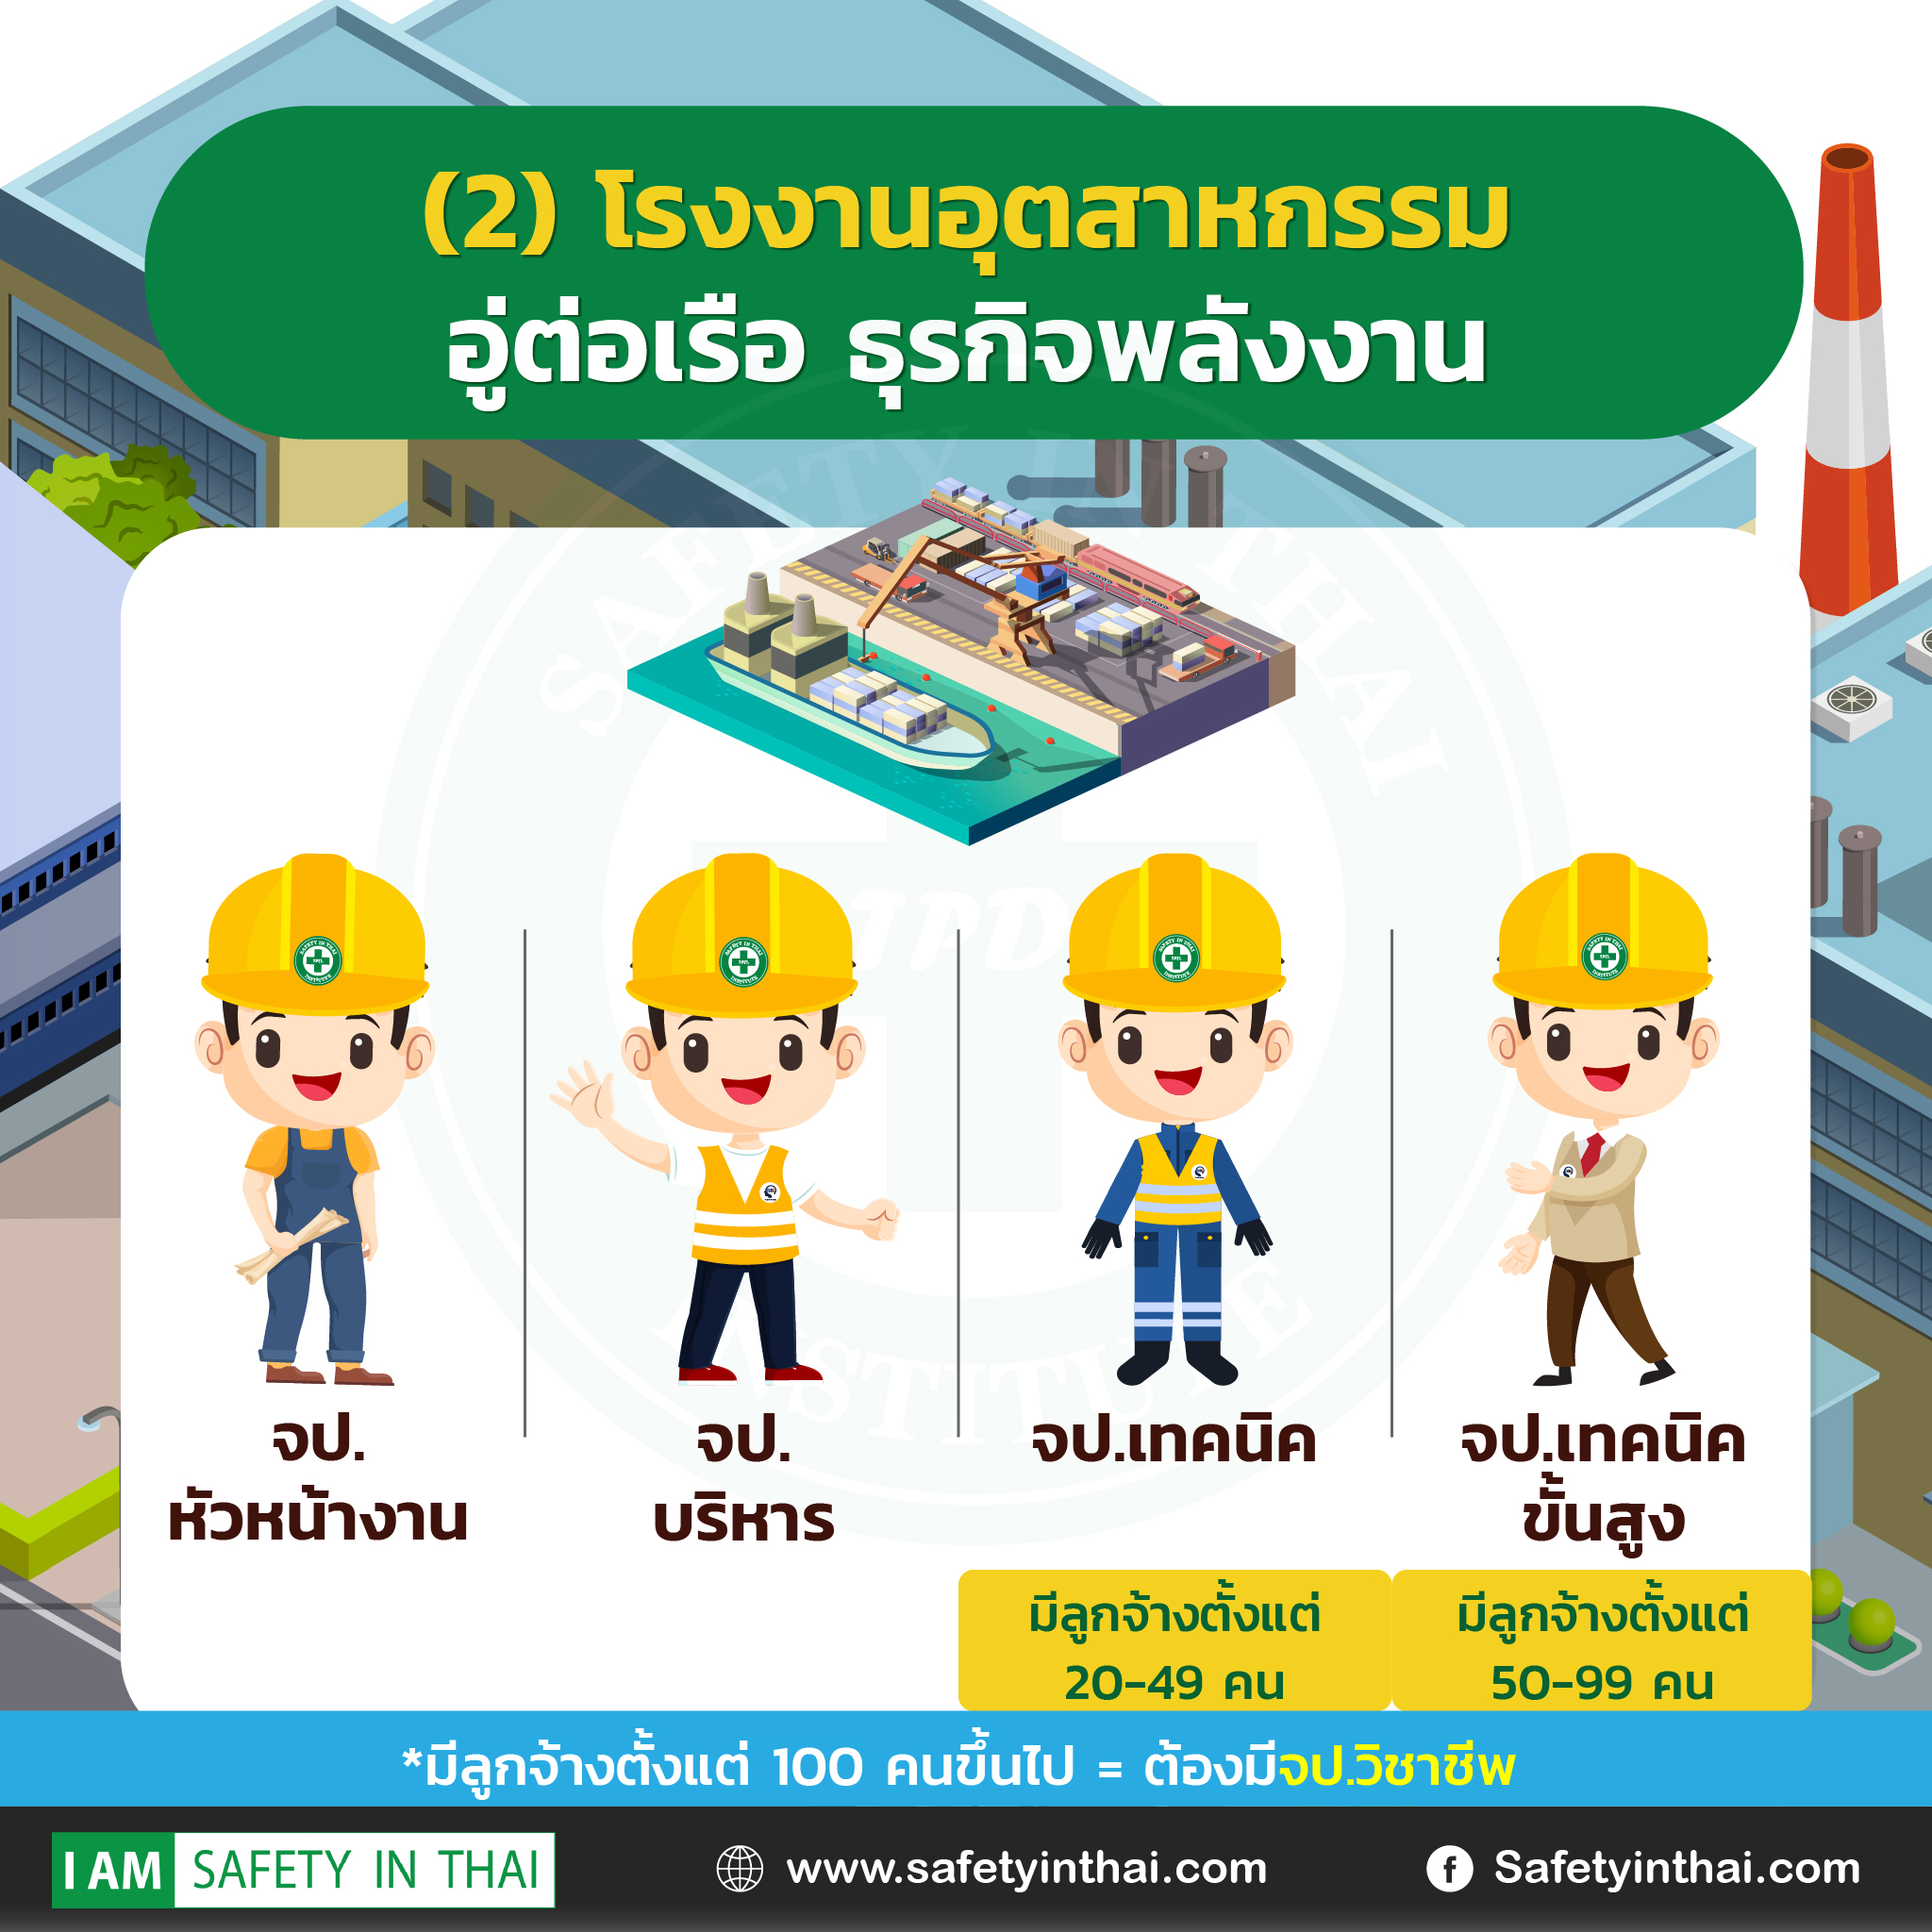 (2) โรงงานอุตสาหกรรม
อู่ต่อเรือ ธุรกิจพลังงาน
SAFETY IN THAI
IPD
INSTITUTE
จป.
หัวหน้างาน
จป.
บริหาร
จป.เทคนิค
จป.เทคนิค
ขั้นสูง
มีลูกจ้างตั้งแต่
20-49 คน
มีลูกจ้างตั้งแต่
50-99 คน
*มีลูกจ้างตั้งแต่ 100 คนขึ้นไป = ต้องมีจป.วิชาชีพ
I AM SAFETY IN THAI
www.safetyinthai.com
Safetyinthai.com